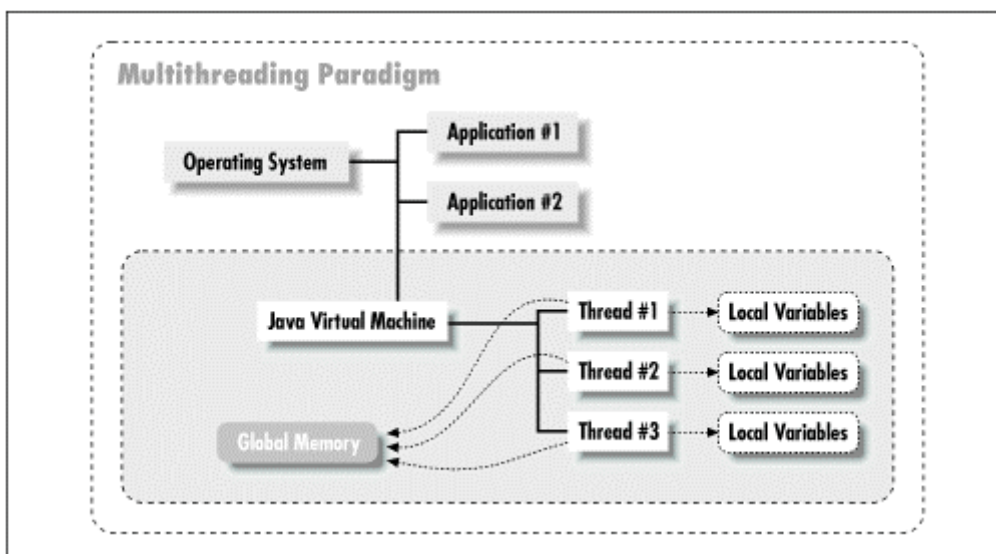 Multithreading Paradigm
Application #1
Operating System
Application #2
Java Virtual Machine
Thread #1
Local Variables
Thread #2
Local Variables
Thread #3
Local Variables
Global Memory